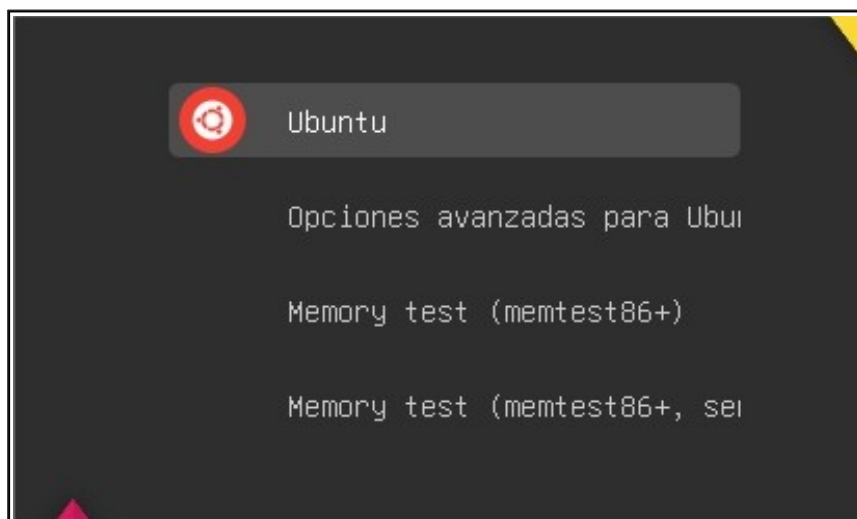 Ubuntu
Opciones avanzadas para Ubu
Memory test (memtest86+)
Memory test (memtest86+, se